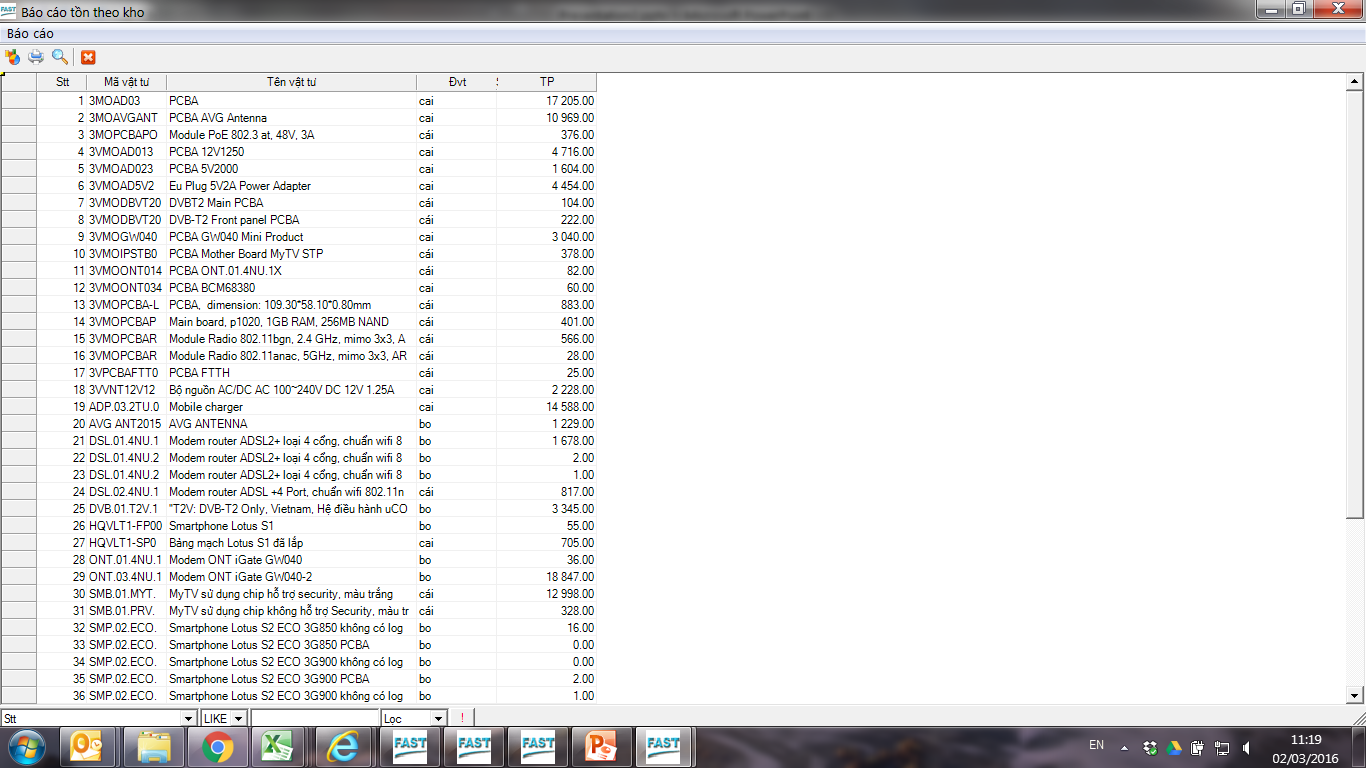 FAST Báo cáo tồn theo kho
Báo cáo
Stt Mã vật tư Tên vật tư Đvt TP
1 3MOAD03 PCBA cai 17 205.00
2 3MOAVGANT PCBA AVG Antenna cai 10 969.00
3 3MOPCBAPO Module PoE 802.3 at, 48V, 3A cái 376.00
4 3VMOAD013 PCBA 12V1250 cai 4 716.00
5 3VMOAD023 PCBA 5V2000 cai 1 604.00
6 3VMOAD5V2 Eu Plug 5V2A Power Adapter cai 4 454.00
7 3VMODBVT20 DVBT2 Main PCBA cái 104.00
8 3VMODBVT20 DVB-T2 Front panel PCBA cái 222.00
9 3VMOGW040 PCBA GW040 Mini Product cai 3 040.00
10 3VMOIPSTB0 PCBA Mother Board MyTV STP cái 378.00
11 3VMOONT014 PCBA ONT.01.4NU.1X cái 82.00
12 3VMOONT034 PCBA BCM68380 cai 60.00
13 3VMOPCBA-L PCBA, dimension: 109.30*58.10*0.80mm cái 883.00
14 3VMOPCBAP Main board, p1020, 1GB RAM, 256MB NAND cái 401.00
15 3VMOPCBAR Module Radio 802.11bgn, 2.4 GHz, mimo 3x3, A cái 566.00
16 3VMOPCBAR Module Radio 802.11anac, 5GHz, mimo 3x3, AR cái 28.00
17 3VPCBAFTT0 PCBA FTTH cái 25.00
18 3VVNT12V12 Bộ nguồn AC/DC AC 100~240V DC 12V 1.25A cai 2 228.00
19 ADP.03.2TU.0 Mobile charger cai 14 588.00
20 AVG ANT2015 AVG ANTENNA bo 1 229.00
21 DSL.01.4NU.1 Modem router ADSL2+ loại 4 cổng, chuẩn wifi 8 bo 1 678.00
22 DSL.01.4NU.2 Modem router ADSL2+ loại 4 cổng, chuẩn wifi 8 bo 2.00
23 DSL.01.4NU.2 Modem router ADSL2+ loại 4 cổng, chuẩn wifi 8 bo 1.00
24 DSL.02.4NU.1 Modem router ADSL +4 Port, chuẩn wifi 802.11n cái 817.00
25 DVB.01.T2V.1 "T2V: DVB-T2 Only, Vietnam, Hệ điều hành uCO bo 3 345.00
26 HQVLT1-FP00 Smartphone Lotus S1 bo 55.00
27 HQVLT1-SP0 Bảng mạch Lotus S1 đã lắp cai 705.00
28 ONT.01.4NU.1 Modem ONT iGate GW040 bo 36.00
29 ONT.03.4NU.1 Modem ONT iGate GW040-2 bo 18 847.00
30 SMB.01.MYT. MyTV sử dụng chip hỗ trợ security, màu trắng cái 12 998.00
31 SMB.01.PRV. MyTV sử dụng chip không hỗ trợ Security, màu tr cái 328.00
32 SMP.02.ECO. Smartphone Lotus S2 ECO 3G850 không có log bo 16.00
33 SMP.02.ECO. Smartphone Lotus S2 ECO 3G850 PCBA bo 0.00
34 SMP.02.ECO. Smartphone Lotus S2 ECO 3G900 không có log bo 0.00
35 SMP.02.ECO. Smartphone Lotus S2 ECO 3G900 PCBA bo 2.00
36 SMP.02.ECO. Smartphone Lotus S2 ECO 3G900 không có log bo 1.00
Stt LIKE Lọc !
FAST FAST FAST FAST EN 11:19
02/03/2016